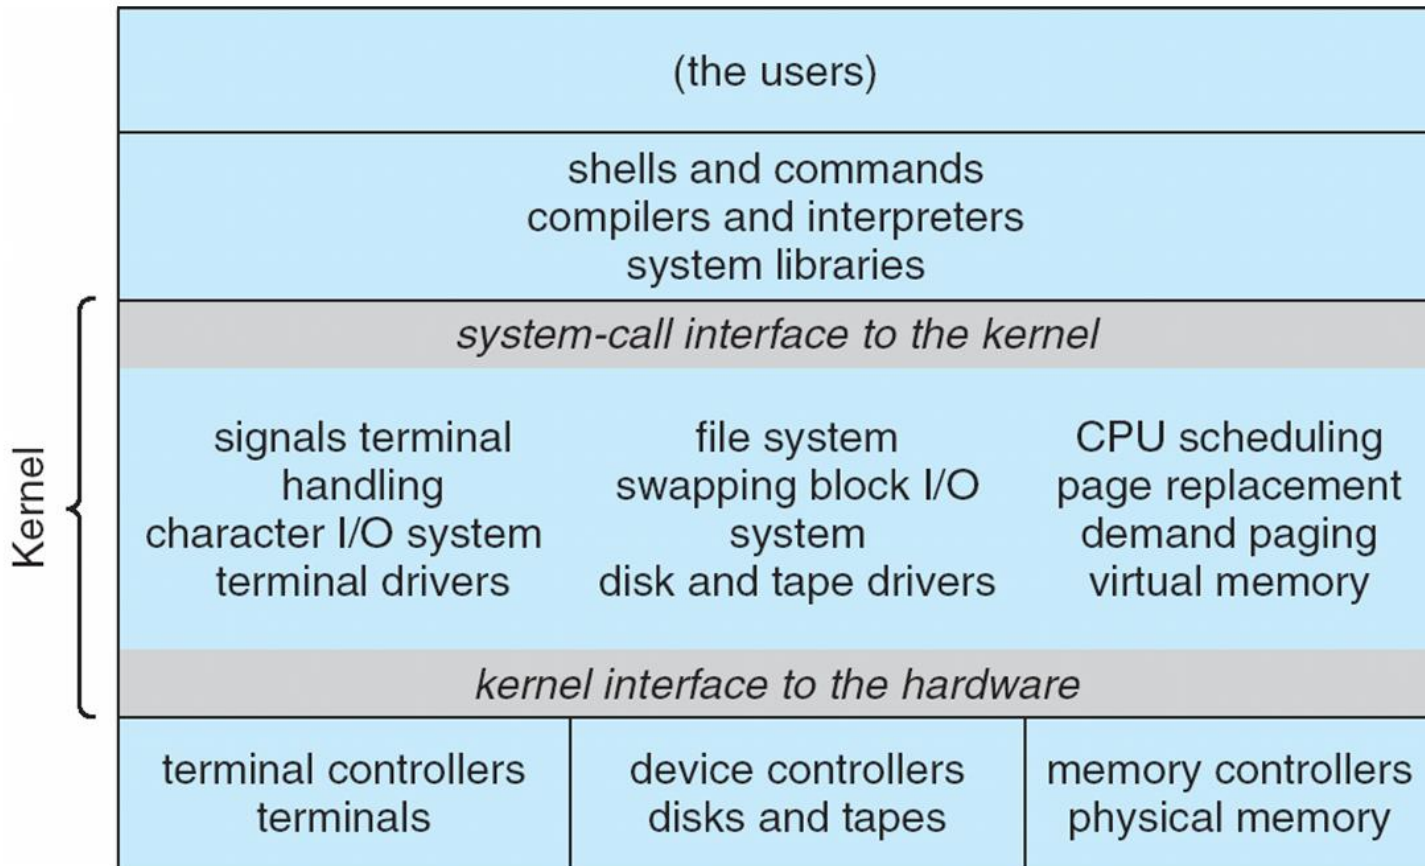 (the users)
shells and commands
compilers and interpreters
system libraries
system-call interface to the kernel
Kernel
signals terminal
handling
character I/O system
terminal drivers
file system
swapping block I/O
system
disk and tape drivers
CPU scheduling
page replacement
demand paging
virtual memory
kernel interface to the hardware
terminal controllers
terminals
device controllers
disks and tapes
memory controllers
physical memory